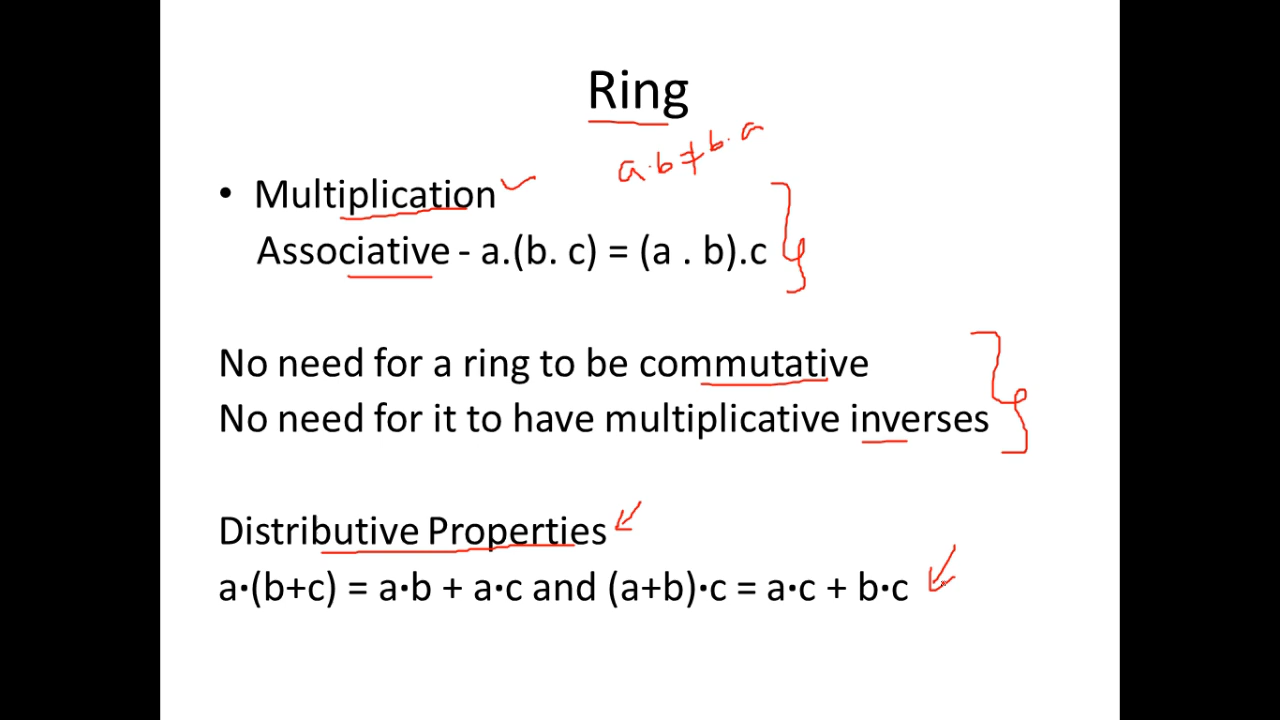 Ring
a.b ≠ b.a
• Multiplication
Associative - a.(b. c) = (a . b).c
No need for a ring to be commutative
No need for it to have multiplicative inverses
Distributive Properties
a·(b+c) = a·b + a·c and (a+b)·c = a·c + b·c